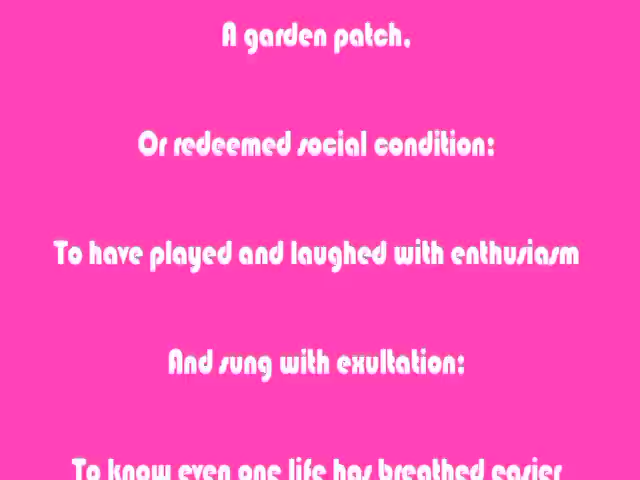 A garden patch,
Or redeemed social condition:
To have played and laughed with enthusiasm
And sung with exultation:
To know even one life has breathed easier